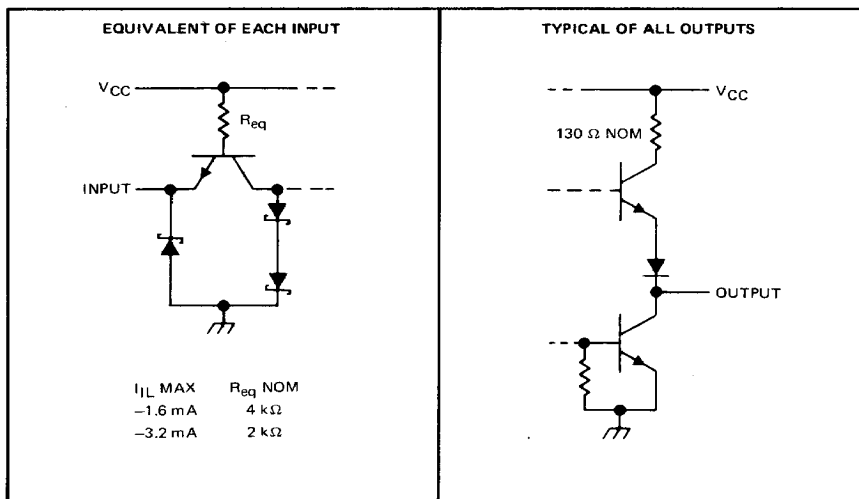 EQUIVALENT OF EACH INPUT
VCC
Req
INPUT
IIL MAX Req NOM
−1.6 mA 4 kΩ
−3.2 mA 2 kΩ
TYPICAL OF ALL OUTPUTS
VCC
130 Ω NOM
OUTPUT